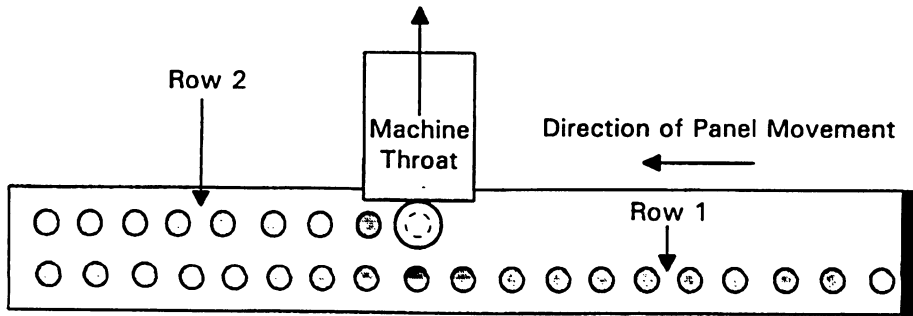 Row 2
Machine
Throat
Direction of Panel Movement
Row 1